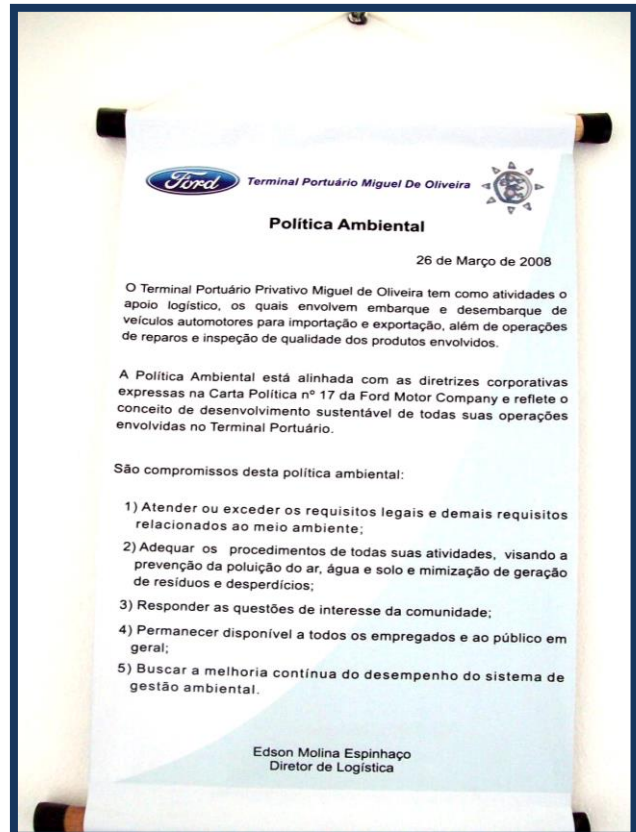 Ford Terminal Portuário Miguel De Oliveira
Política Ambiental
26 de Março de 2008
O Terminal Portuário Privativo Miguel de Oliveira tem como atividades o
apoio logístico, os quais envolvem embarque e desembarque de
veículos automotores para importação e exportação, além de operações
de reparos e inspeção de qualidade dos produtos envolvidos.
A Política Ambiental está alinhada com as diretrizes corporativas
expressas na Carta Política nº 17 da Ford Motor Company e reflete o
conceito de desenvolvimento sustentável de todas suas operações
envolvidas no Terminal Portuário.
São compromissos desta política ambiental:
1) Atender ou exceder os requisitos legais e demais requisitos
relacionados ao meio ambiente;
2) Adequar os procedimentos de todas suas atividades, visando a
prevenção da poluição do ar, água e solo e mimização de geração
de resíduos e desperdícios;
3) Responder as questões de interesse da comunidade;
4) Permanecer disponível a todos os empregados e ao público em
geral;
5) Buscar a melhoria contínua do desempenho do sistema de
gestão ambiental.
Edson Molina Espinhaço
Diretor de Logística